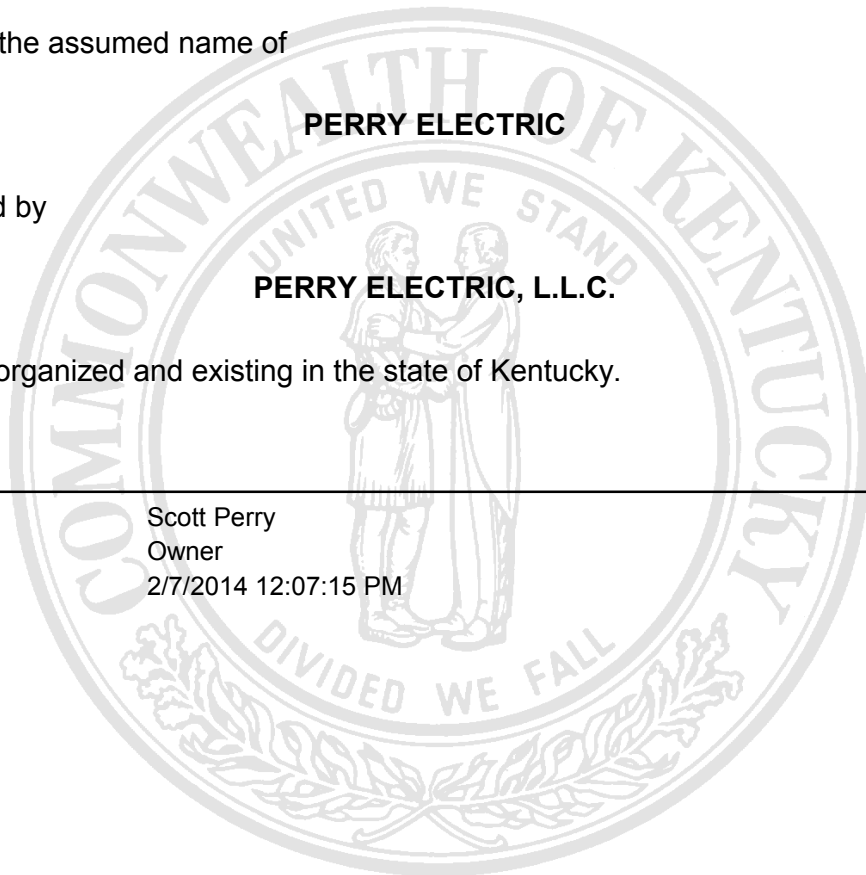 the assumed name of
PERRY ELECTRIC
d by
PERRY ELECTRIC, L.L.C.
organized and existing in the state of Kentucky.
Scott Perry
Owner
2/7/2014 12:07:15 PM
COMMONWEALTH OF KENTUCKY
UNITED WE STAND
DIVIDED WE FALL